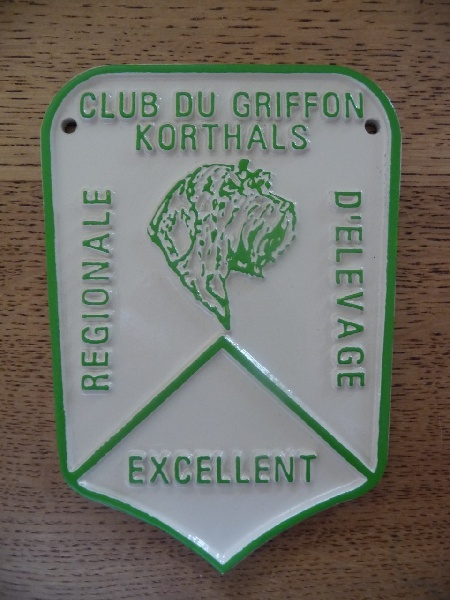 CLUB DU GRIFFON
KORTHALS
REGIONALE
D'ELEVAGE
EXCELLENT